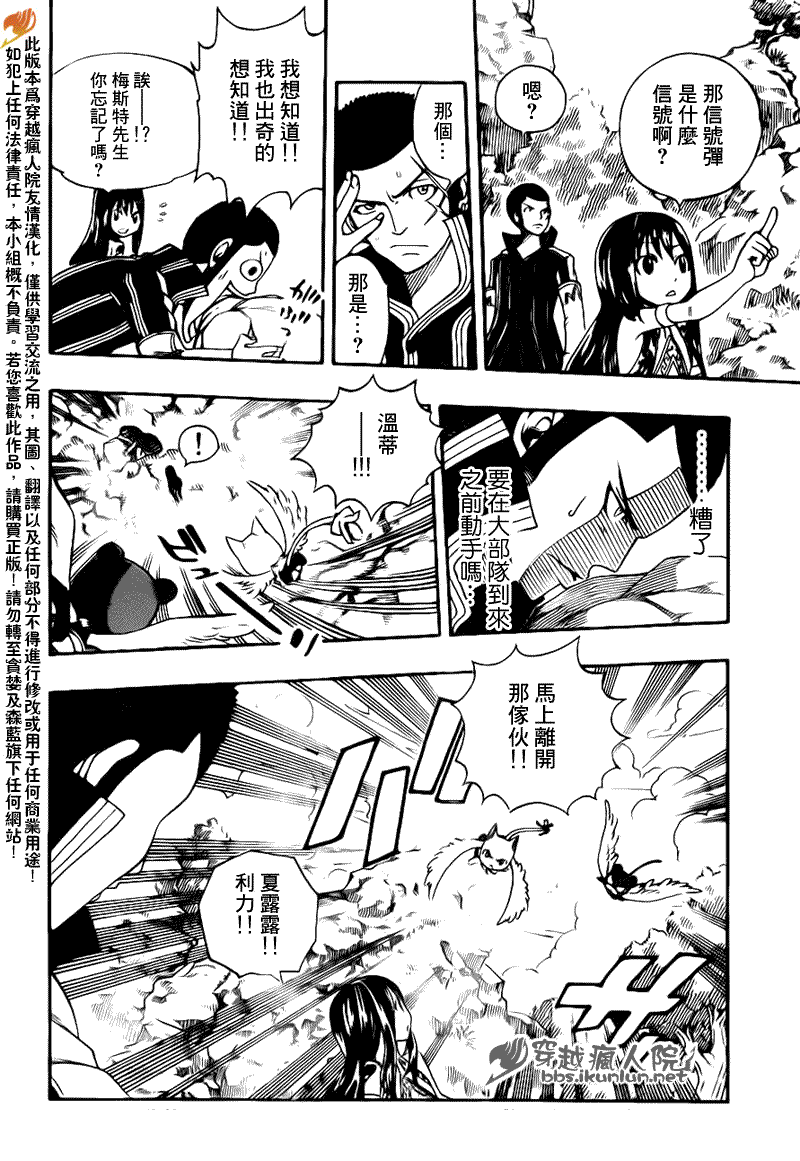 那信號彈
是什麼
信號啊?
嗯?
那個…
那是…?
我想知道!!
我也出奇的
想知道!!
誒——!?
梅斯特先生
你忘記了嗎?
………糟了
要在大部隊到來
之前動手嗎…
溫蒂
——!!!
!
馬上離開
那傢伙!!
夏露露!!
利力!!
此版本爲穿越瘋人院友情漢化，僅供學習交流之用，其圖、翻譯以及任何部分不得進行修改或用于任何商業用途！
如犯上任何法律責任，本小組概不負責。若您喜歡此作品，請購買正版！請勿轉至貪婪及森藍旗下任何網站！
穿越瘋人院
bbs.ikunlun.net